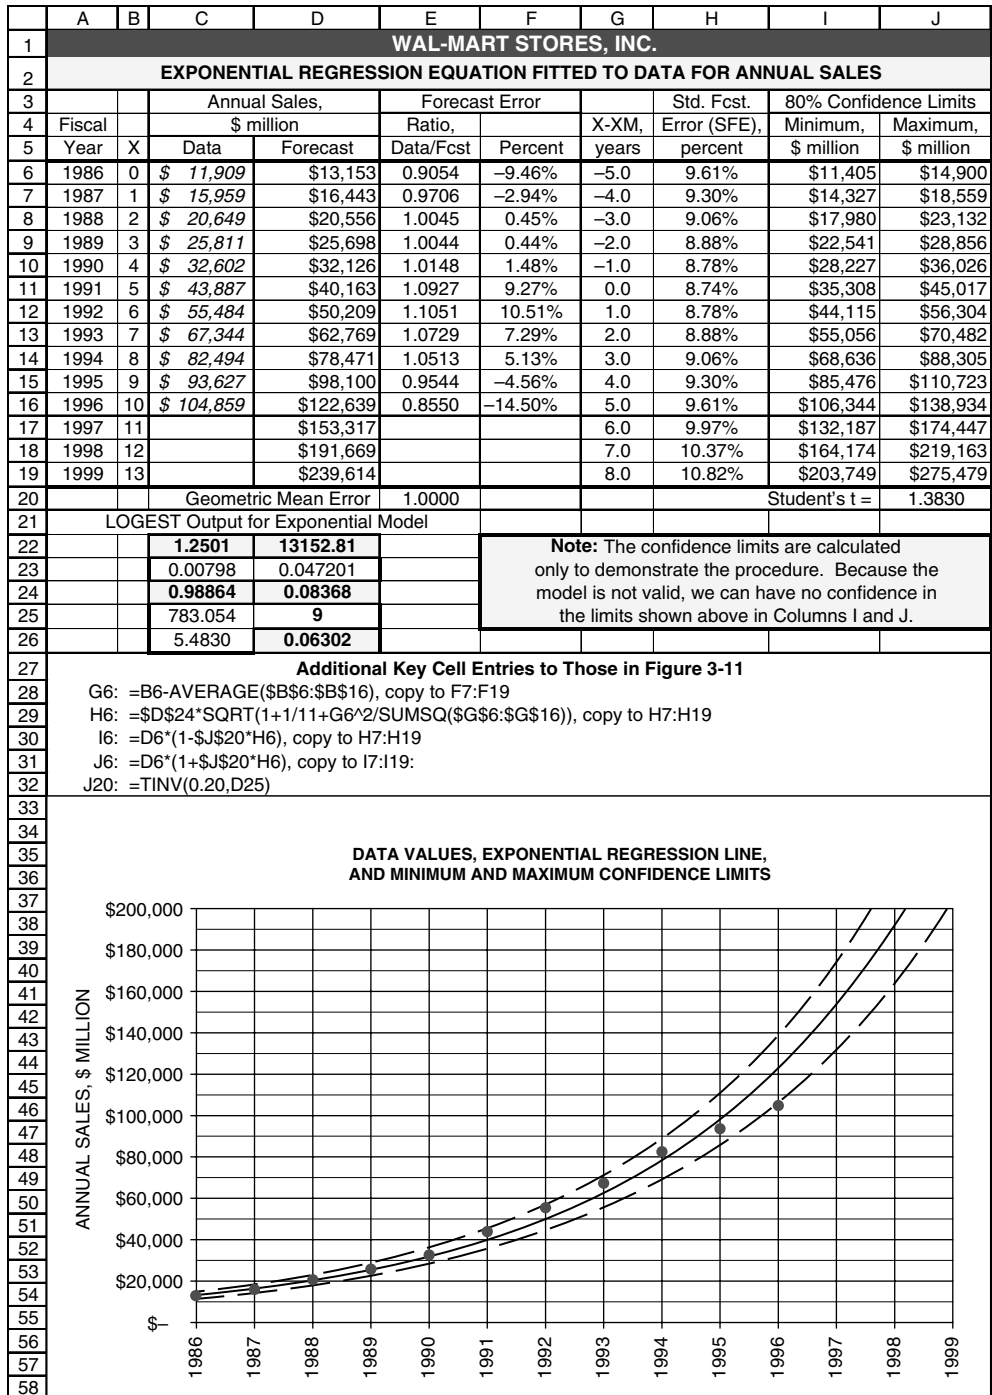 A B C D E F G H I J
1 WAL-MART STORES, INC.
2 EXPONENTIAL REGRESSION EQUATION FITTED TO DATA FOR ANNUAL SALES
3 Annual Sales, Forecast Error Std. Fcst. 80% Confidence Limits
4 Fiscal $ million Ratio, X-XM, Error (SFE), Minimum, Maximum,
5 Year X Data Forecast Data/Fcst Percent years percent $ million $ million
6 1986 0 $ 11,909 $13,153 0.9054 –9.46% –5.0 9.61% $11,405 $14,900
7 1987 1 $ 15,959 $16,443 0.9706 –2.94% –4.0 9.30% $14,327 $18,559
8 1988 2 $ 20,649 $20,556 1.0045 0.45% –3.0 9.06% $17,980 $23,132
9 1989 3 $ 25,811 $25,698 1.0044 0.44% –2.0 8.88% $22,541 $28,856
10 1990 4 $ 32,602 $32,126 1.0148 1.48% –1.0 8.78% $28,227 $36,026
11 1991 5 $ 43,887 $40,163 1.0927 9.27% 0.0 8.74% $35,308 $45,017
12 1992 6 $ 55,484 $50,209 1.1051 10.51% 1.0 8.78% $44,115 $56,304
13 1993 7 $ 67,344 $62,769 1.0729 7.29% 2.0 8.88% $55,056 $70,482
14 1994 8 $ 82,494 $78,471 1.0513 5.13% 3.0 9.06% $68,636 $88,305
15 1995 9 $ 93,627 $98,100 0.9544 –4.56% 4.0 9.30% $85,476 $110,723
16 1996 10 $ 104,859 $122,639 0.8550 –14.50% 5.0 9.61% $106,344 $138,934
17 1997 11 $153,317 6.0 9.97% $132,187 $174,447
18 1998 12 $191,669 7.0 10.37% $164,174 $219,163
19 1999 13 $239,614 8.0 10.82% $203,749 $275,479
20 Geometric Mean Error 1.0000 Student's t = 1.3830
21 LOGEST Output for Exponential Model
22 1.2501 13152.81 Note: The confidence limits are calculated
23 0.00798 0.047201 only to demonstrate the procedure. Because the
24 0.98864 0.08368 model is not valid, we can have no confidence in
25 783.054 9 the limits shown above in Columns I and J.
26 5.4830 0.06302
27 Additional Key Cell Entries to Those in Figure 3-11
28 G6: =B6-AVERAGE($B$6:$B$16), copy to F7:F19
29 H6: =$D$24*SQRT(1+1/11+G6^2/SUMSQ($G$6:$G$16)), copy to H7:H19
30 I6: =D6*(1-$J$20*H6), copy to H7:H19
31 J6: =D6*(1+$J$20*H6), copy to I7:I19:
32 J20: =TINV(0.20,D25)
33
34
35 DATA VALUES, EXPONENTIAL REGRESSION LINE,
36 AND MINIMUM AND MAXIMUM CONFIDENCE LIMITS
37
38
39
40
41
42
43
44
45
46
47
48
49
50
51
52
53
54
55
56
57
58
ANNUAL SALES, $ MILLION
$200,000
$180,000
$160,000
$140,000
$120,000
$100,000
$80,000
$60,000
$40,000
$20,000
$–
1986 1987 1988 1989 1990 1991 1992 1993 1994 1995 1996 1997 1998 1999